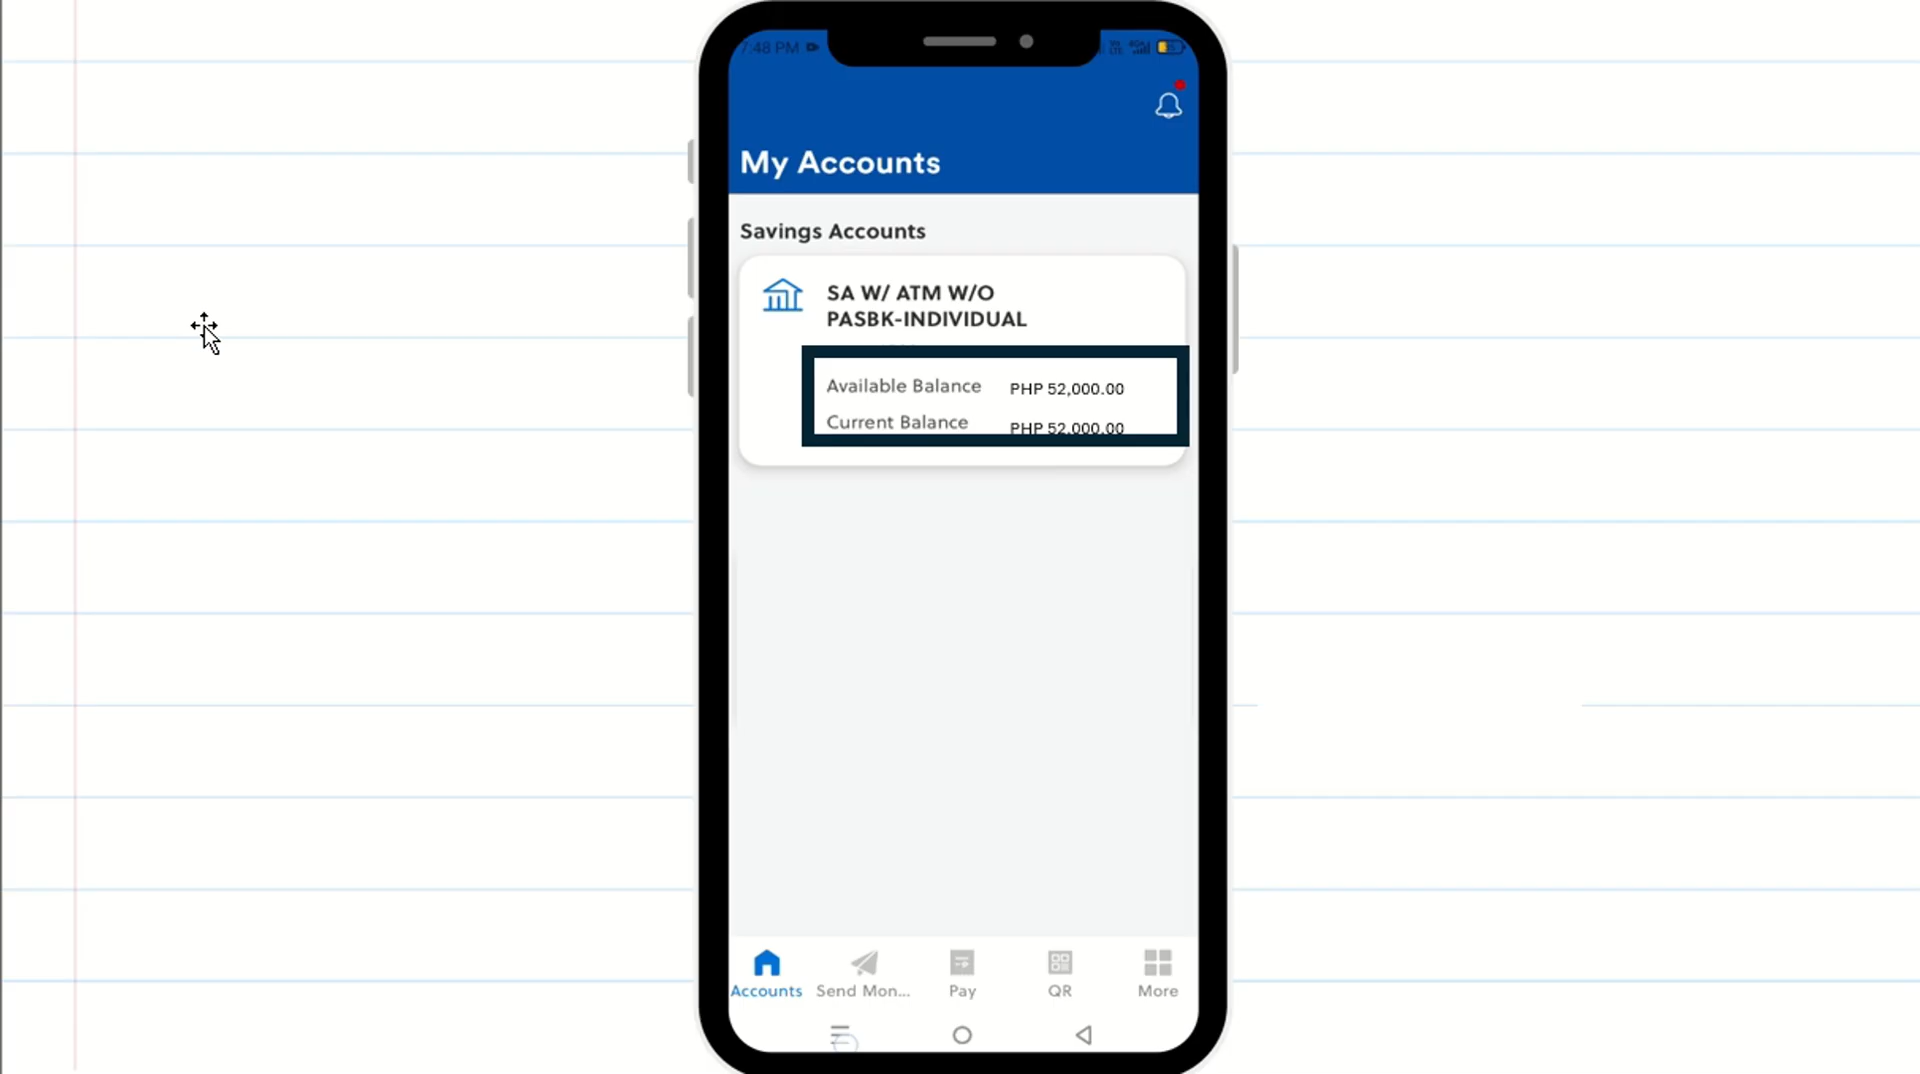 7:48 PM
My Accounts
Savings Accounts
SA W/ ATM W/O
PASBK-INDIVIDUAL
Available Balance PHP 52,000.00
Current Balance PHP 52,000.00
Accounts Send Mon... Pay QR More